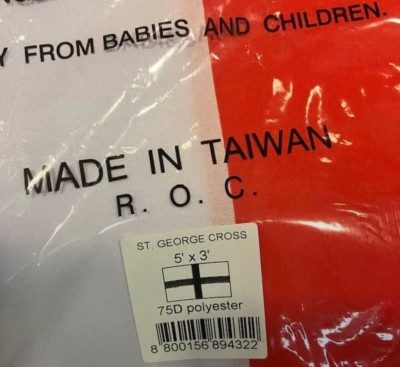 Y FROM BABIES AND CHILDREN.
MADE IN TAIWAN
R. O. C.
ST. GEORGE CROSS
5' x 3'
75D polyester
8 800156 894322